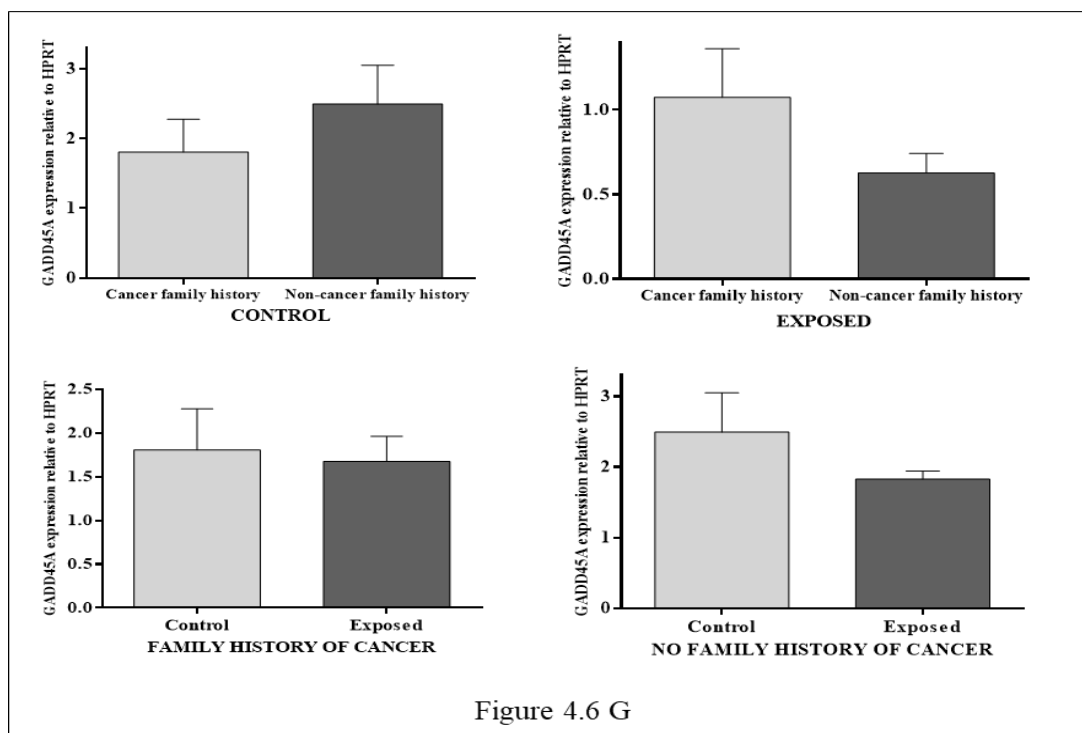 GADD45A expression relative to HPRT
3
2
1
0
Cancer family history Non-cancer family history
CONTROL
GADD45A expression relative to HPRT
1.0
0.5
0.0
Cancer family history Non-cancer family history
EXPOSED
GADD45A expression relative to HPRT
2.5
2.0
1.5
1.0
0.5
0.0
Control Exposed
FAMILY HISTORY OF CANCER
GADD45A expression relative to HPRT
3
2
1
0
Control Exposed
NO FAMILY HISTORY OF CANCER
Figure 4.6 G